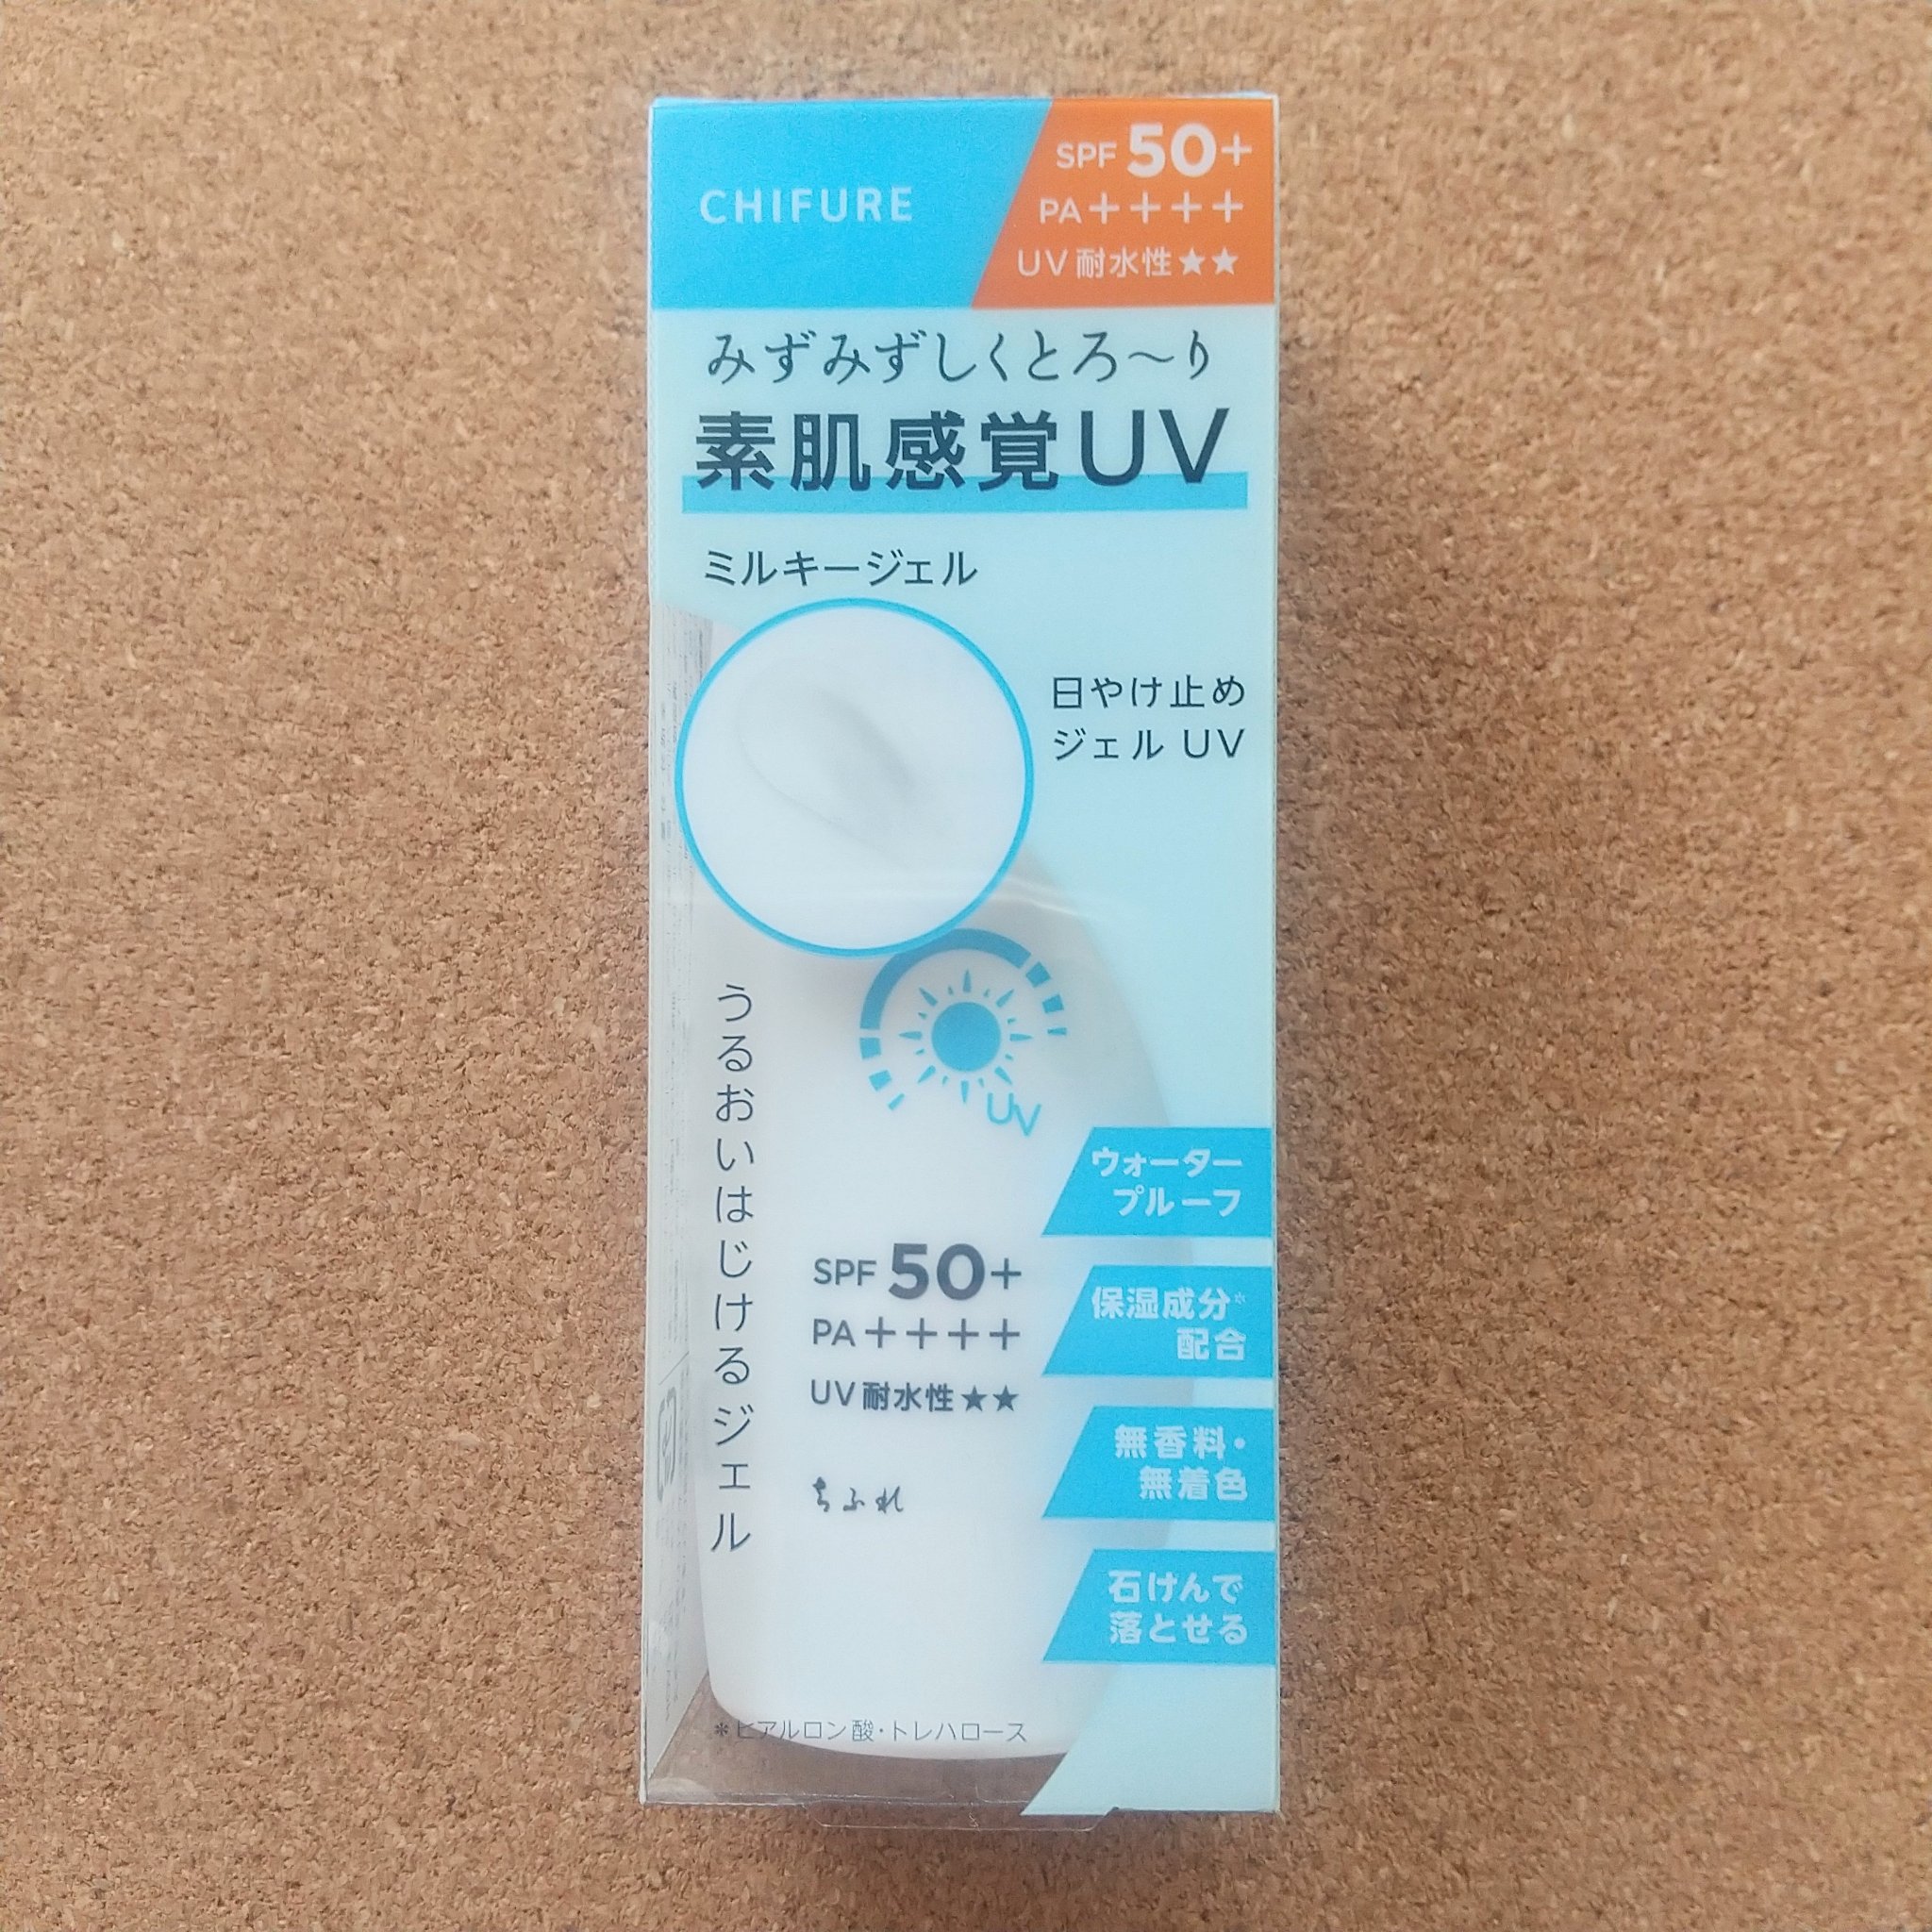 CHIFURE
SPF 50+
PA++++
UV耐水性★★
みずみずしくとろ〜り
素肌感覚UV
ミルキージェル
日やけ止め
ジェル UV
UV
うるおいはじけるジェル
SPF 50+
PA++++
UV耐水性★★
ちふれ
ウォーター
プルーフ
保湿成分*
配合
無香料・
無着色
石けんで
落とせる
*ヒアルロン酸・トレハロース